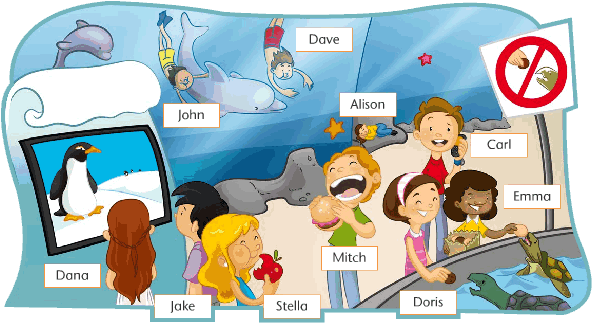 Dave
John
Alison
Carl
Emma
Mitch
Dana
Jake
Stella
Doris